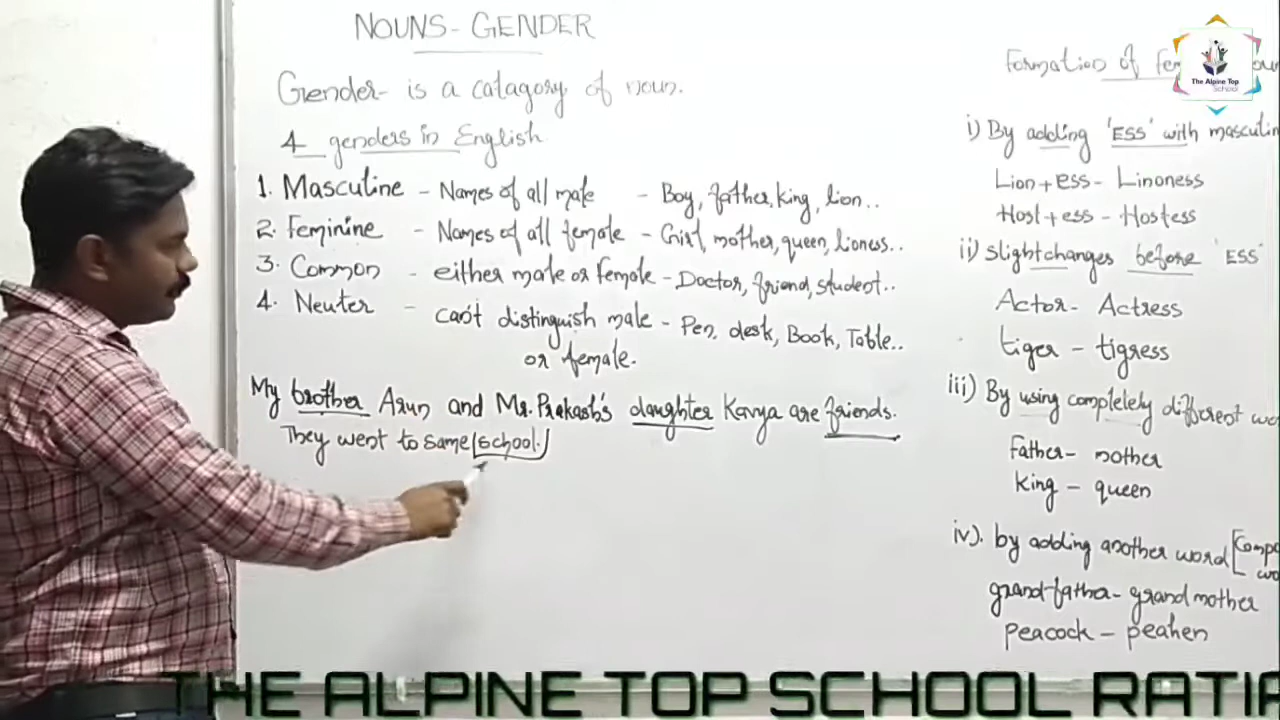 NOUNS - GENDER
Gender- is a catagory of noun.
4 genders in English
1. Masculine - Names of all male - Boy, father, king, lion..
2. Feminine - Names of all female - Girl, mother, queen, lioness..
3. Common - either male or female - Doctor, friend, student..
4. Neuter - can't distinguish male - Pen, desk, Book, Table..
or female.
My brother Arun and Mr. Prakash's daughter Kavya are friends.
They went to same [school.]
Formation of
i) By adding 'ESS' with masculin
Lion+ess- Linoness
Host+ess - Hostess
ii) slight changes before 'ESS'
Actor- Actress
tiger - tigress
iii) By using completely different wo
Father- mother
king - queen
iv). by adding another word [Compo
wo
grand-father- grand mother
Peacock - peahen
The Alpine Top
School
THE ALPINE TOP SCHOOL RATIA